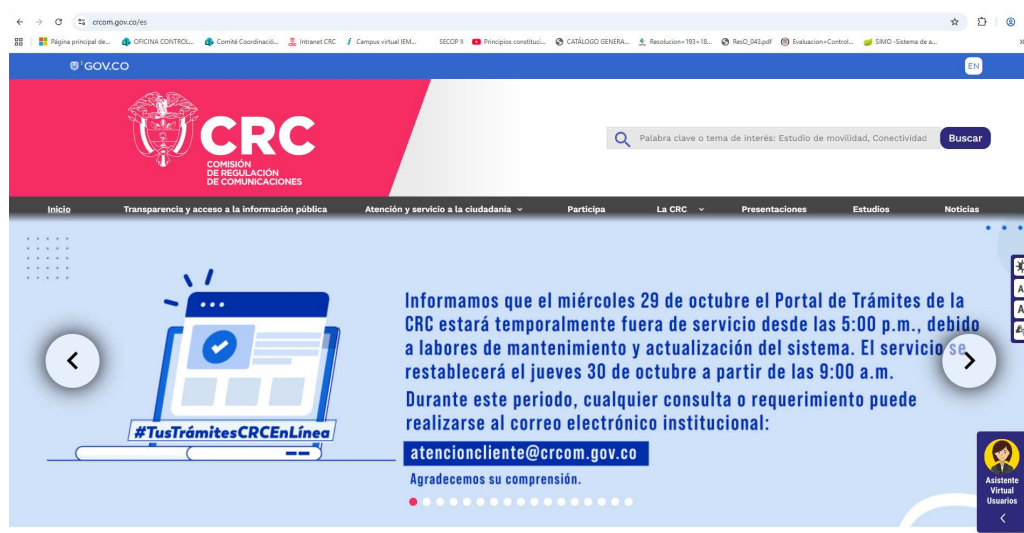 crcom.gov.co/es
Página principal de... OFICINA CONTROL... Comité Coordinació... Intranet CRC Campus virtual IEM... SECOP II Principios constituci... CATÁLOGO GENERA... Resolucion+193+18... ResO_043.pdf Evaluacion+Control... SIMO -Sistema de a...
GOV.CO EN
CRC
COMISIÓN
DE REGULACIÓN
DE COMUNICACIONES
Palabra clave o tema de interés: Estudio de movilidad, Conectividad Buscar
Inicio Transparencia y acceso a la información pública Atención y servicio a la ciudadanía Participa La CRC Presentaciones Estudios Noticias
Informamos que el miércoles 29 de octubre el Portal de Trámites de la
CRC estará temporalmente fuera de servicio desde las 5:00 p.m., debido
a labores de mantenimiento y actualización del sistema. El servicio se
restablecerá el jueves 30 de octubre a partir de las 9:00 a.m.
Durante este periodo, cualquier consulta o requerimiento puede
realizarse al correo electrónico institucional:
atencioncliente@crcom.gov.co
Agradecemos su comprensión.
#TusTrámitesCRCEnLínea
A
A
Asistente
Virtual
Usuarios